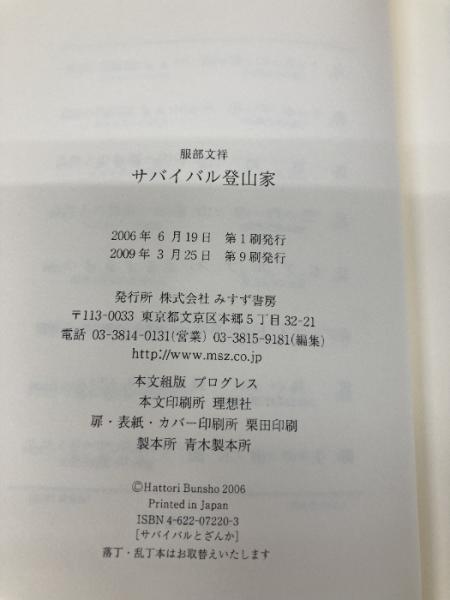 服部文祥
サバイバル登山家
2006年 6月19日 第1刷発行
2009年 3月25日 第9刷発行
発行所 株式会社 みすず書房
〒113-0033 東京都文京区本郷5丁目32-21
電話 03-3814-0131(営業) 03-3815-9181(編集)
http://www.msz.co.jp
本文組版 プログレス
本文印刷所 理想社
扉・表紙・カバー印刷所 栗田印刷
製本所 青木製本所
©Hattori Bunsho 2006
Printed in Japan
ISBN 4-622-07220-3
[サバイバルとざんか]
落丁・乱丁本はお取替えいたします